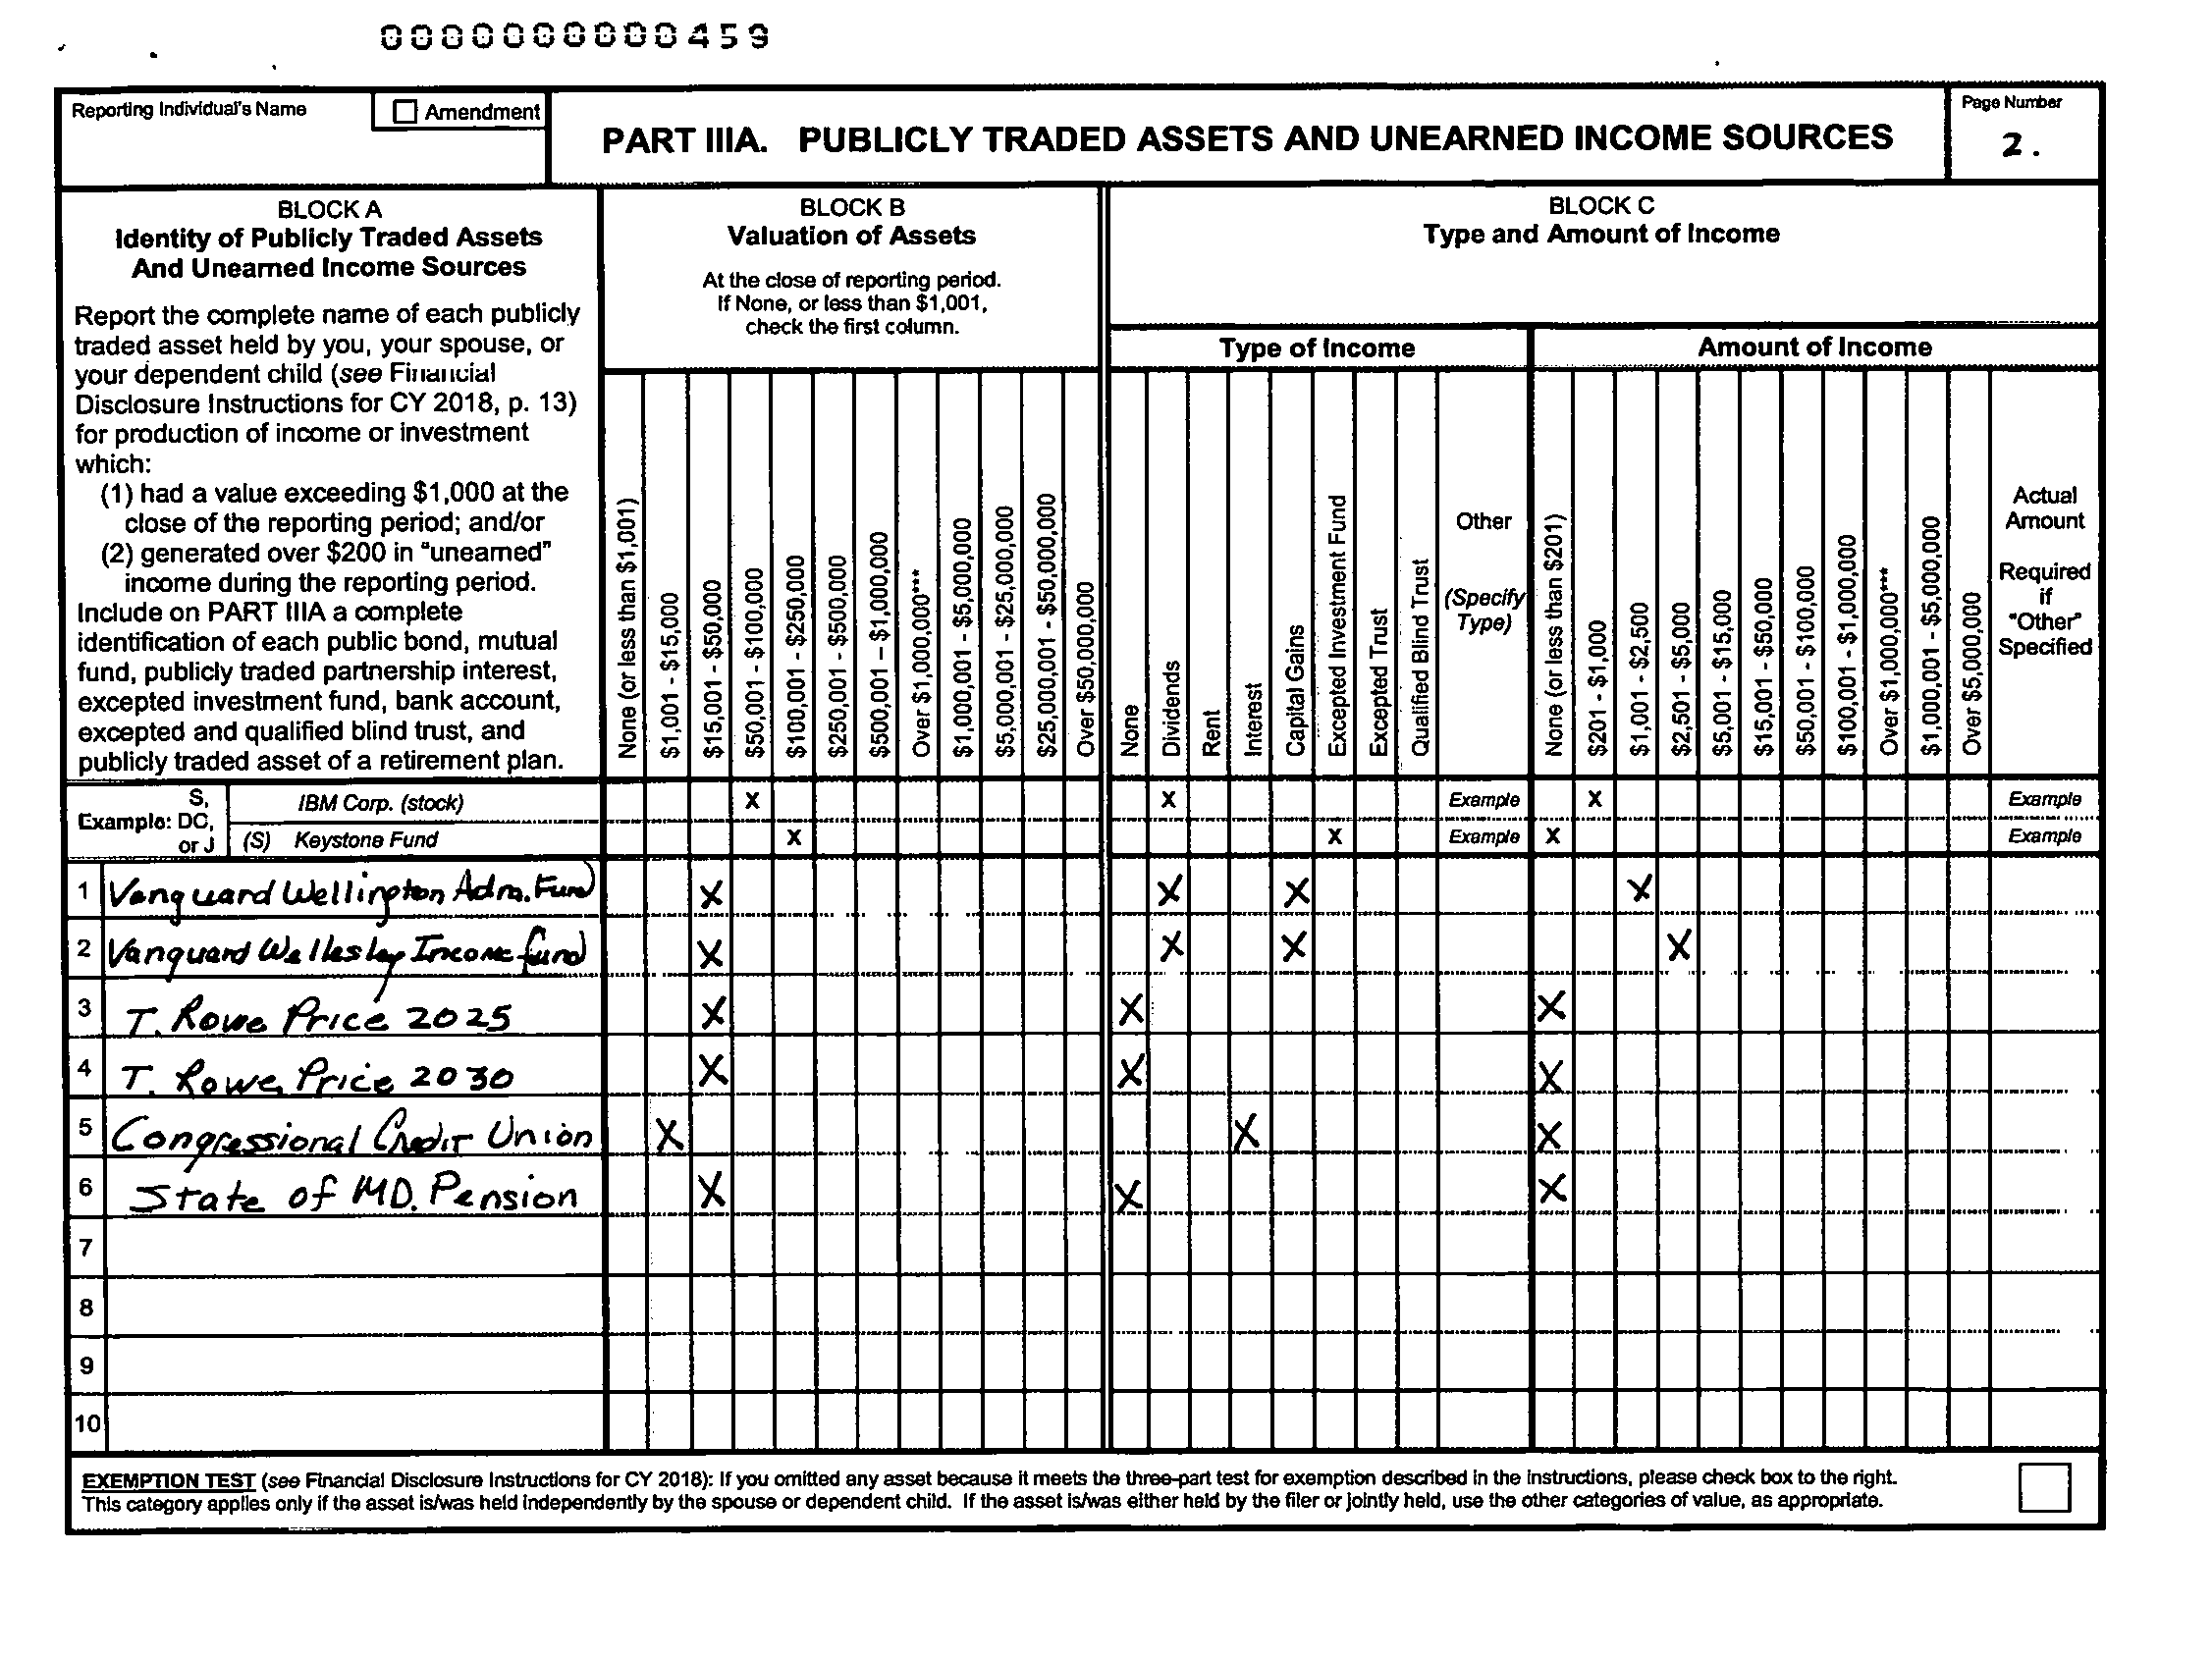 0000000000459
Reporting Individual's Name
Amendment
PART IIIA. PUBLICLY TRADED ASSETS AND UNEARNED INCOME SOURCES
Page Number
2.
BLOCK A
Identity of Publicly Traded Assets
And Unearned Income Sources
Report the complete name of each publicly
traded asset held by you, your spouse, or
your dependent child (see Financial
Disclosure Instructions for CY 2018, p. 13)
for production of income or investment
which:
(1) had a value exceeding $1,000 at the
close of the reporting period; and/or
(2) generated over $200 in "unearned"
income during the reporting period.
Include on PART IIIA a complete
identification of each public bond, mutual
fund, publicly traded partnership interest,
excepted investment fund, bank account,
excepted and qualified blind trust, and
publicly traded asset of a retirement plan.
BLOCK B
Valuation of Assets
At the close of reporting period.
If None, or less than $1,001,
check the first column.
None (or less than $1,001)
$1,001 - $15,000
$15,001 - $50,000
$50,001 - $100,000
$100,001 - $250,000
$250,001 - $500,000
$500,001 – $1,000,000
Over $1,000,000***
$1,000,001 - $5,000,000
$5,000,001 - $25,000,000
$25,000,001 - $50,000,000
Over $50,000,000
BLOCK C
Type and Amount of Income
Type of Income
None
Dividends
Rent
Interest
Capital Gains
Excepted Investment Fund
Excepted Trust
Qualified Blind Trust
Other
(Specify
Type)
Amount of Income
None (or less than $201)
$201 - $1,000
$1,001 - $2,500
$2,501 - $5,000
$5,001 - $15,000
$15,001 - $50,000
$50,001 - $100,000
$100,001 - $1,000,000
Over $1,000,000***
$1,000,001 - $5,000,000
Over $5,000,000
Actual
Amount
Required
if
"Other"
Specified
Example: S, DC, or J
IBM Corp. (stock) X X Example X Example
(S) Keystone Fund X X Example X Example
1 Vanguard Wellington Adm. Fund X X X X
2 Vanguard Wellesley Income fund X X X X
3 T. Rowe Price 2025 X X X
4 T. Rowe Price 2030 X X X
5 Congressional Credit Union X X X
6 State of MD. Pension X X X
7
8
9
10
EXEMPTION TEST (see Financial Disclosure Instructions for CY 2018): If you omitted any asset because it meets the three-part test for exemption described in the instructions, please check box to the right.
This category applies only if the asset is/was held independently by the spouse or dependent child. If the asset is/was either held by the filer or jointly held, use the other categories of value, as appropriate.